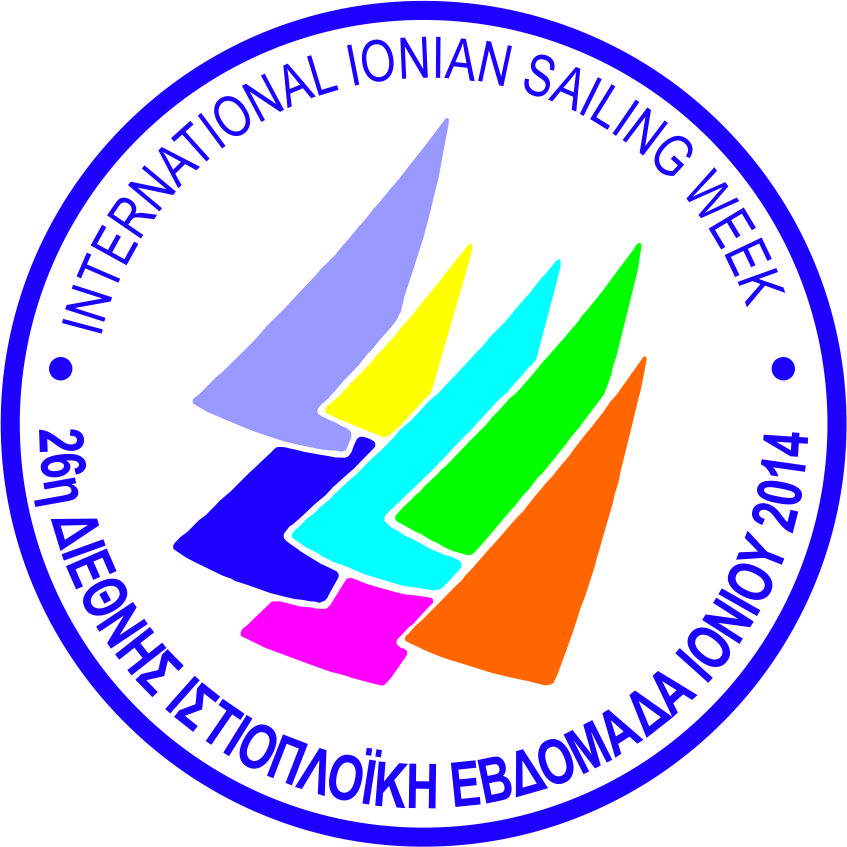 INTERNATIONAL IONIAN SAILING WEEK
26η ΔΙΕΘΝΗΣ ΙΣΤΙΟΠΛΟΪΚΗ ΕΒΔΟΜΑΔΑ ΙΟΝΙΟΥ 2014